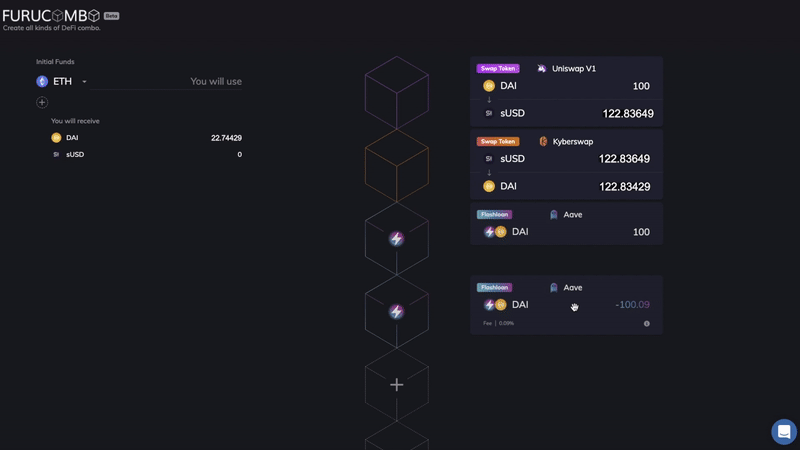 FURUCOMBO Beta
Create all kinds of DeFi combo.
Initial Funds
ETH You will use
You will receive
DAI 22.74429
sUSD 0
Swap Token Uniswap V1
DAI 100
sUSD 122.83649
Swap Token Kyberswap
sUSD 122.83649
DAI 122.83429
Flashloan Aave
DAI 100
Flashloan Aave
DAI -100.09
Fee | 0.09%